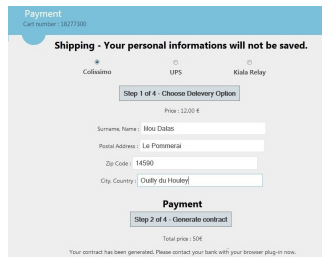 Payment
Cart number : 18277300
Shipping - Your personal informations will not be saved.
Colissimo UPS Kiala Relay
Step 1 of 4 - Choose Delevery Option
Price : 12,00 €
Surname, Name : lilou Dalas
Postal Address : Le Pommerai
Zip Code : 14590
City, Country : Ouilly du Houley
Payment
Step 2 of 4 - Generate contract
Total price : 50€
Your contract has been generated. Please contact your bank with your browser plug-in now.